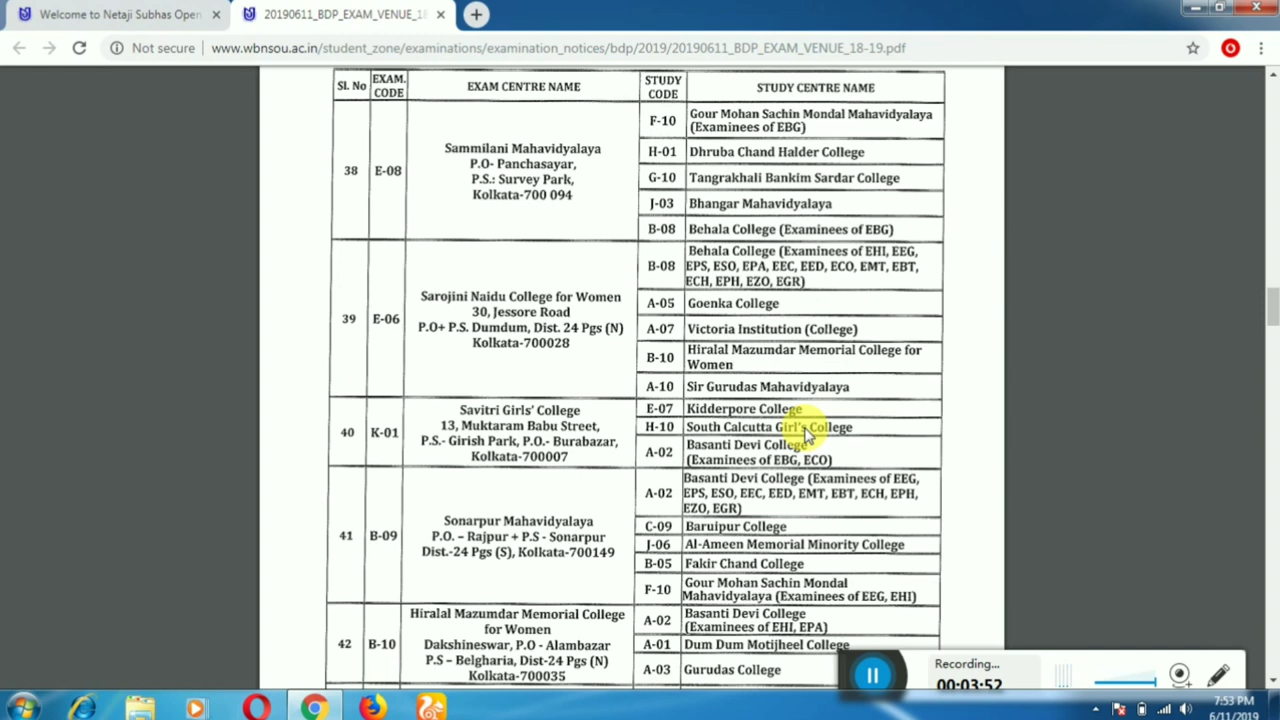 Welcome to Netaji Subhas Open
20190611_BDP_EXAM_VENUE_18-
Not secure
www.wbnsou.ac.in/student_zone/examinations/examination_notices/bdp/2019/20190611_BDP_EXAM_VENUE_18-19.pdf
Sl. No
EXAM. CODE
EXAM CENTRE NAME
STUDY CODE
STUDY CENTRE NAME
38
E-08
Sammilani Mahavidyalaya
P.O- Panchasayar,
P.S.: Survey Park,
Kolkata-700 094
F-10
Gour Mohan Sachin Mondal Mahavidyalaya
(Examinees of EBG)
H-01
Dhruba Chand Halder College
G-10
Tangrakhali Bankim Sardar College
J-03
Bhangar Mahavidyalaya
B-08
Behala College (Examinees of EBG)
39
E-06
Sarojini Naidu College for Women
30, Jessore Road
P.O+ P.S. Dumdum, Dist. 24 Pgs (N)
Kolkata-700028
B-08
Behala College (Examinees of EHI, EEG,
EPS, ESO, EPA, EEC, EED, ECO, EMT, EBT,
ECH, EPH, EZO, EGR)
A-05
Goenka College
A-07
Victoria Institution (College)
B-10
Hiralal Mazumdar Memorial College for
Women
A-10
Sir Gurudas Mahavidyalaya
40
K-01
Savitri Girls' College
13, Muktaram Babu Street,
P.S.- Girish Park, P.O.- Burabazar,
Kolkata-700007
E-07
Kidderpore College
H-10
South Calcutta Girl's College
A-02
Basanti Devi College
(Examinees of EBG, ECO)
41
B-09
Sonarpur Mahavidyalaya
P.O. – Rajpur + P.S - Sonarpur
Dist.-24 Pgs (S), Kolkata-700149
A-02
Basanti Devi College (Examinees of EEG,
EPS, ESO, EEC, EED, EMT, EBT, ECH, EPH,
EZO, EGR)
C-09
Baruipur College
J-06
Al-Ameen Memorial Minority College
B-05
Fakir Chand College
F-10
Gour Mohan Sachin Mondal
Mahavidyalaya (Examinees of EEG, EHI)
42
B-10
Hiralal Mazumdar Memorial College
for Women
Dakshineswar, P.O - Alambazar
P.S – Belgharia, Dist-24 Pgs (N)
Kolkata-700035
A-02
Basanti Devi College
(Examinees of EHI, EPA)
A-01
Dum Dum Motijheel College
A-03
Gurudas College
Recording...
00:03:52
7:53 PM
6/11/2019